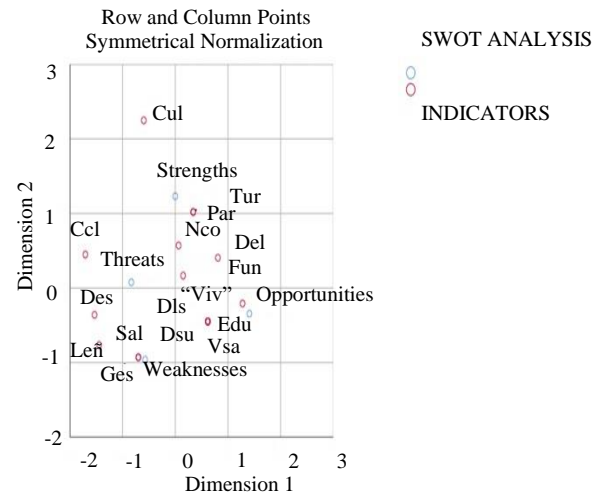 Row and Column Points
Symmetrical Normalization
SWOT ANALYSIS
INDICATORS
3
2
1
0
-1
-2
Dimension 2
Cul
Strengths
Tur
Par
Nco
Ccl
Del
Threats
Fun
"Viv"
Opportunities
Des
Dls
Edu
Sal
Dsu
Vsa
Len
Ges
Weaknesses
-2 -1 0 1 2 3
Dimension 1